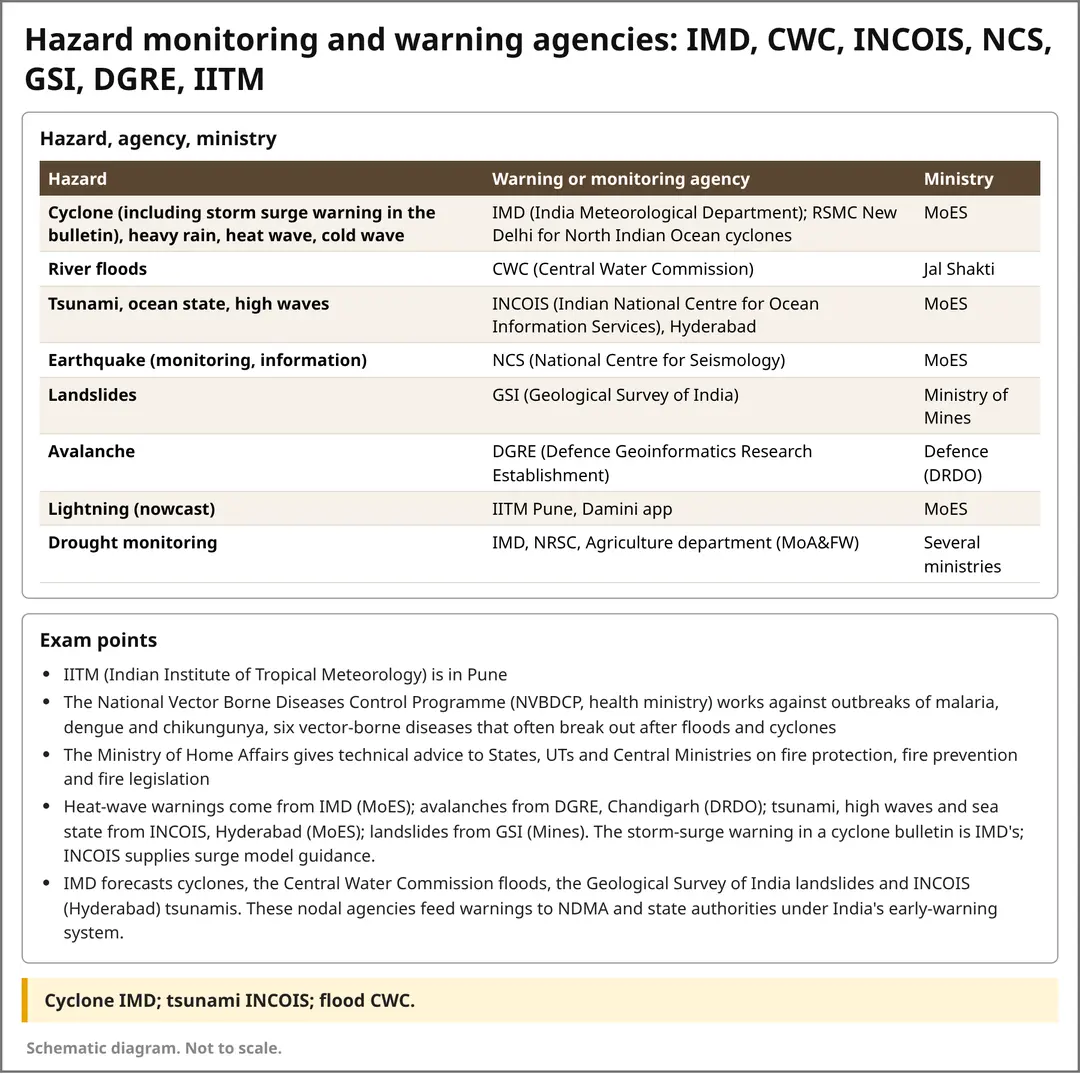 Hazard monitoring and warning agencies: IMD, CWC, INCOIS, NCS,
GSI, DGRE, IITM
Hazard, agency, ministry
Hazard Warning or monitoring agency Ministry
Cyclone (including storm surge warning in the IMD (India Meteorological Department); RSMC New MoES
bulletin), heavy rain, heat wave, cold wave Delhi for North Indian Ocean cyclones
River floods CWC (Central Water Commission) Jal Shakti
Tsunami, ocean state, high waves INCOIS (Indian National Centre for Ocean MoES
Information Services), Hyderabad
Earthquake (monitoring, information) NCS (National Centre for Seismology) MoES
Landslides GSI (Geological Survey of India) Ministry of
Mines
Avalanche DGRE (Defence Geoinformatics Research Defence
Establishment) (DRDO)
Lightning (nowcast) IITM Pune, Damini app MoES
Drought monitoring IMD, NRSC, Agriculture department (MoA&FW) Several
ministries
Exam points
• IITM (Indian Institute of Tropical Meteorology) is in Pune
• The National Vector Borne Diseases Control Programme (NVBDCP, health ministry) works against outbreaks of malaria,
dengue and chikungunya, six vector-borne diseases that often break out after floods and cyclones
• The Ministry of Home Affairs gives technical advice to States, UTs and Central Ministries on fire protection, fire prevention
and fire legislation
• Heat-wave warnings come from IMD (MoES); avalanches from DGRE, Chandigarh (DRDO); tsunami, high waves and sea
state from INCOIS, Hyderabad (MoES); landslides from GSI (Mines). The storm-surge warning in a cyclone bulletin is IMD's;
INCOIS supplies surge model guidance.
• IMD forecasts cyclones, the Central Water Commission floods, the Geological Survey of India landslides and INCOIS
(Hyderabad) tsunamis. These nodal agencies feed warnings to NDMA and state authorities under India's early-warning
system.
Cyclone IMD; tsunami INCOIS; flood CWC.
Schematic diagram. Not to scale.